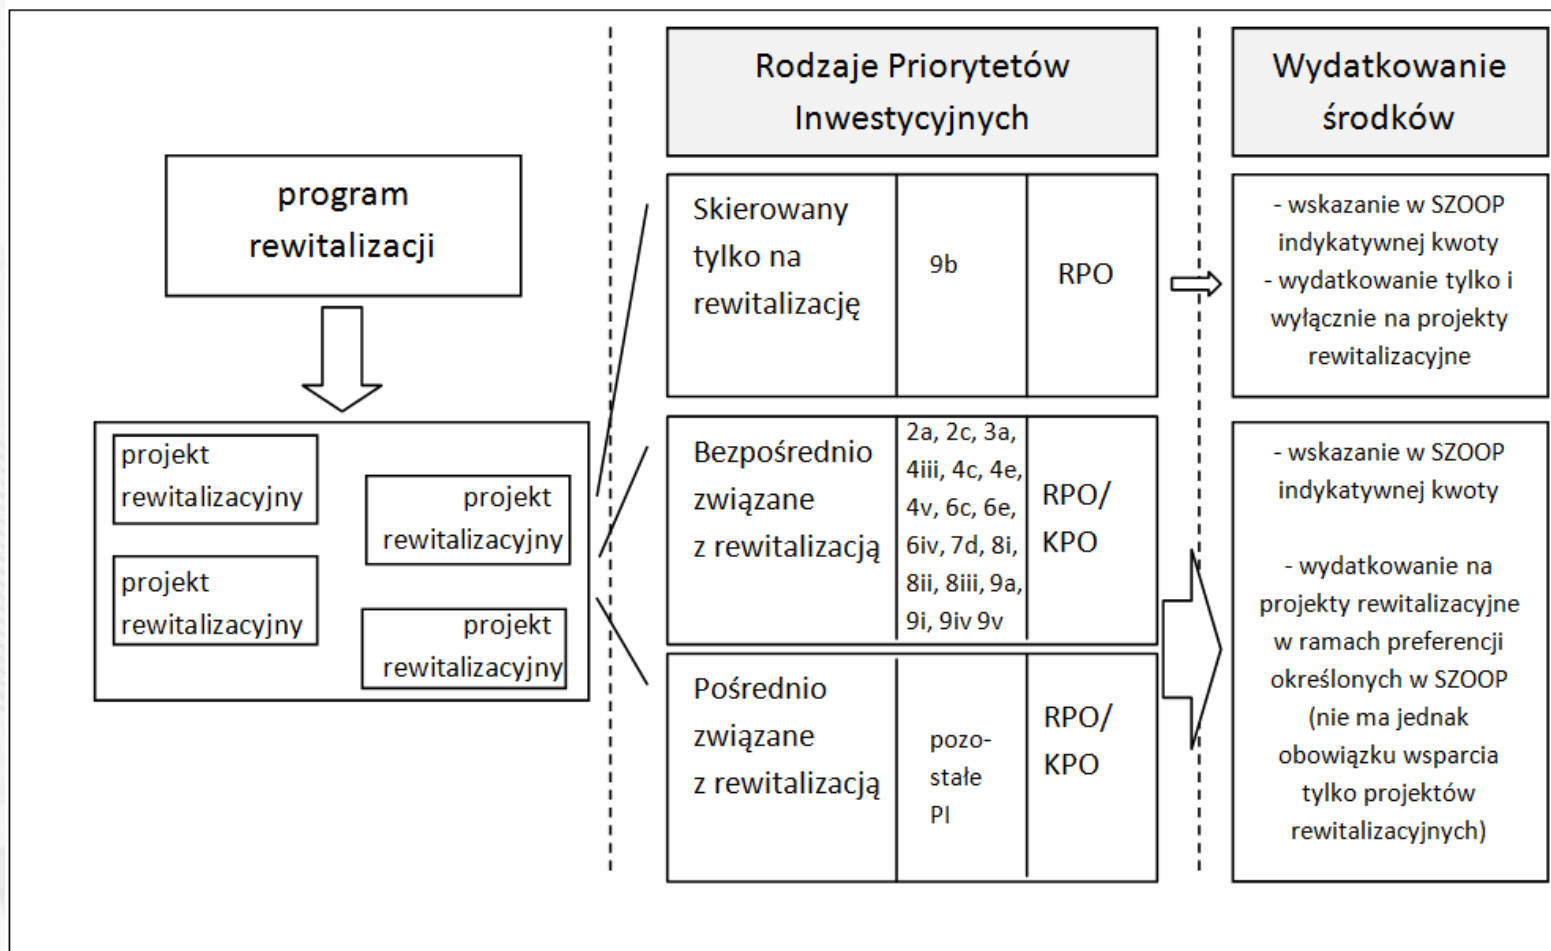 Rodzaje Priorytetów
Inwestycyjnych
Wydatkowanie
środków
program
rewitalizacji
projekt
rewitalizacyjny
projekt
rewitalizacyjny
projekt
rewitalizacyjny
projekt
rewitalizacyjny
Skierowany
tylko na
rewitalizację
9b
RPO
- wskazanie w SZOOP
indykatywnej kwoty
- wydatkowanie tylko i
wyłącznie na projekty
rewitalizacyjne
Bezpośrednio
związane
z rewitalizacją
2a, 2c, 3a,
4iii, 4c, 4e,
4v, 6c, 6e,
6iv, 7d, 8i,
8ii, 8iii, 9a,
9i, 9iv 9v
RPO/
KPO
Pośrednio
związane
z rewitalizacją
pozo-
stałe
PI
RPO/
KPO
- wskazanie w SZOOP
indykatywnej kwoty
- wydatkowanie na
projekty rewitalizacyjne
w ramach preferencji
określonych w SZOOP
(nie ma jednak
obowiązku wsparcia
tylko projektów
rewitalizacyjnych)